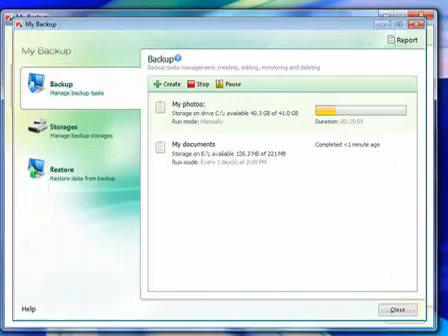 My Backup
My Backup
Report
My Backup
Backup
Manage backup tasks
Storages
Manage backup storages
Restore
Restore data from backup
Backup
Backup tasks management: creating, editing, monitoring and deleting
Create Stop Pause
My photos:
Storage on drive C:\: available 40.3 GB of 41.0 GB
Run mode: Manually
Duration: 00:15:05
My documents
Storage on E:\: available 126.3 MB of 221 MB
Run mode: Every 1 day(s) at 2:00 PM
Completed <1 minute ago
Help
Close